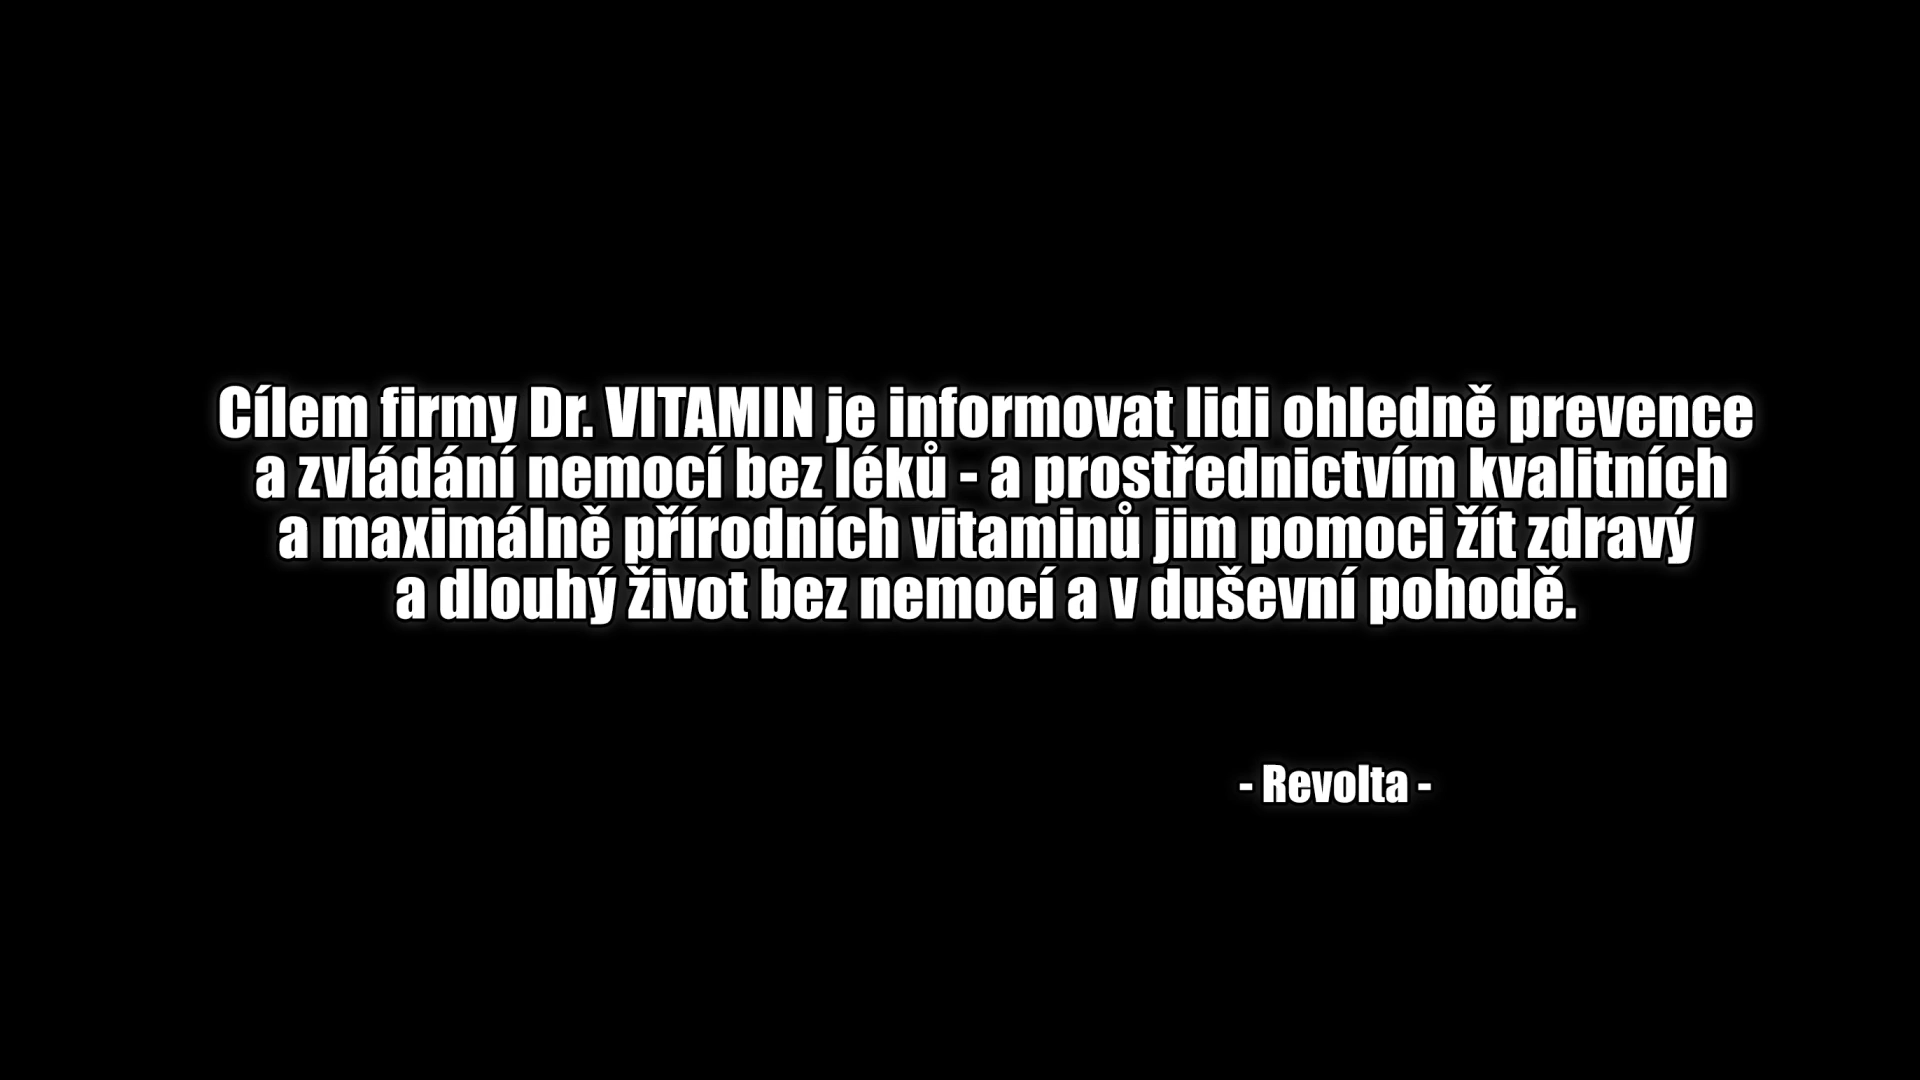 Cílem firmy Dr. VITAMIN je informovat lidi ohledně prevence
a zvládání nemocí bez léků - a prostřednictvím kvalitních
a maximálně přírodních vitaminů jim pomoci žít zdravý
a dlouhý život bez nemocí a v duševní pohodě.
- Revolta -